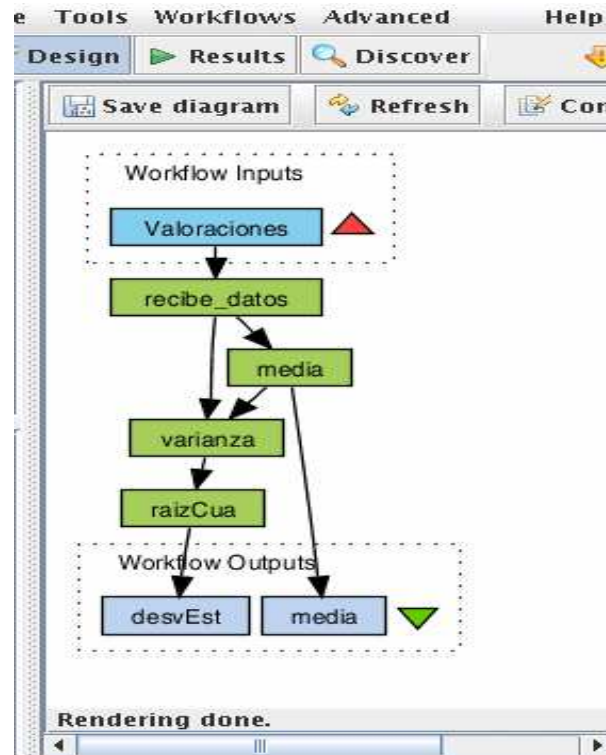 Tools Workflows Advanced Help
Design Results Discover
Save diagram Refresh
Workflow Inputs
Valoraciones
recibe_datos
media
varianza
raizCua
Workflow Outputs
desvEst media
Rendering done.